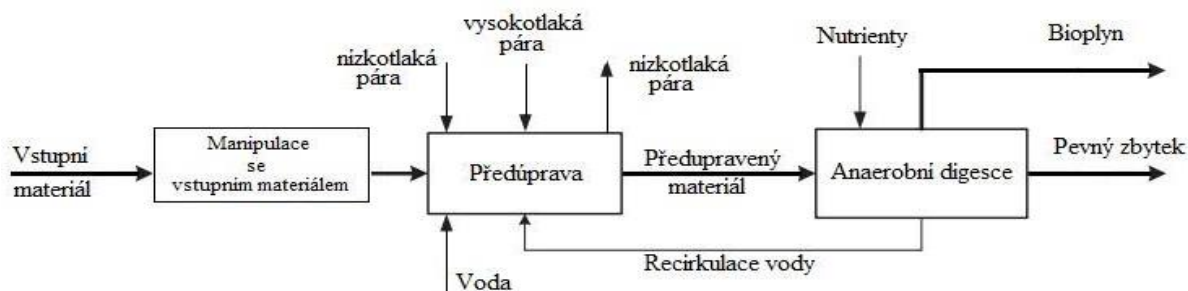 vysokotlaká
pára
nízkotlaká
pára
nízkotlaká
pára
Nutrienty
Bioplyn
Vstupní
materiál
Manipulace
se
vstupním materiálem
Předúprava
Předupravený
materiál
Anaerobní digesce
Pevný zbytek
Recirkulace vody
Voda